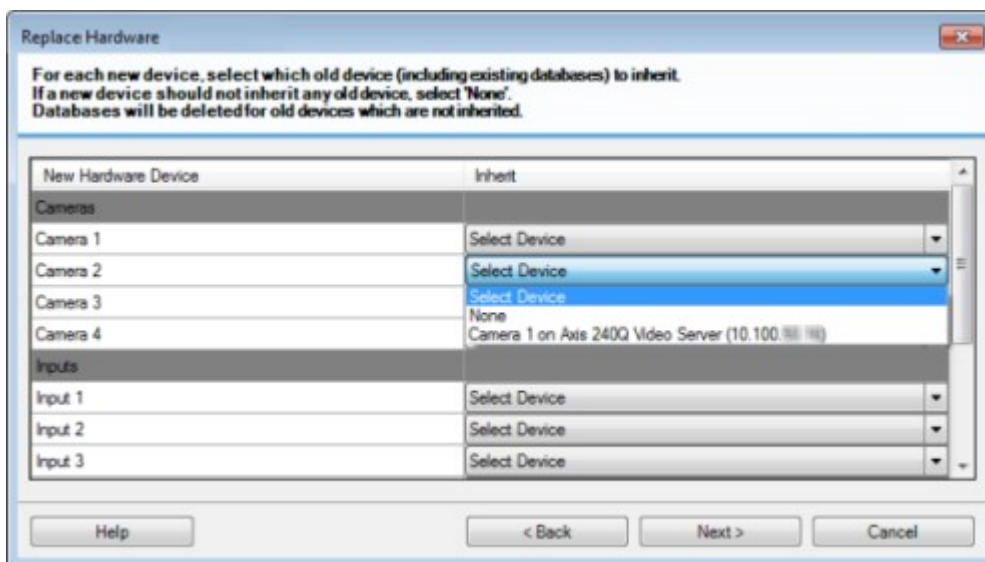 Replace Hardware
For each new device, select which old device (including existing databases) to inherit.
If a new device should not inherit any old device, select 'None'.
Databases will be deleted for old devices which are not inherited.
New Hardware Device Inherit
Cameras
Camera 1 Select Device
Camera 2 Select Device
Select Device
Camera 3 None
Camera 4 Camera 1 on Axis 240Q Video Server (10.100.
Inputs
Input 1 Select Device
Input 2 Select Device
Input 3 Select Device
Help < Back Next > Cancel